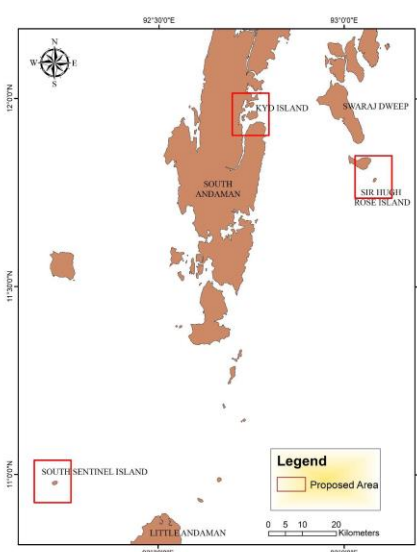 92°30'0"E
93°0'0"E
N
W
E
S
12°0'0"N
KYD ISLAND
SWARAJ DWEEP
SOUTH
ANDAMAN
SIR HUGH
ROSE ISLAND
11°30'0"N
11°0'0"N
SOUTH SENTINEL ISLAND
Legend
Proposed Area
0 5 10 20
Kilometers
LITTLE ANDAMAN